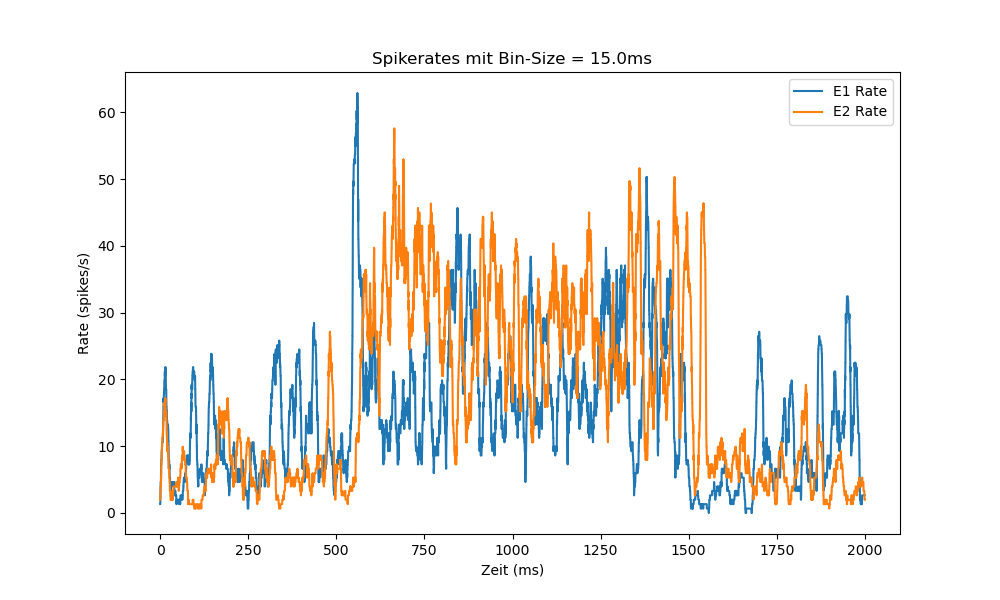 Spikerates mit Bin-Size = 15.0ms
E1 Rate
E2 Rate
Rate (spikes/s)
60
50
40
30
20
10
0
0 250 500 750 1000 1250 1500 1750 2000
Zeit (ms)